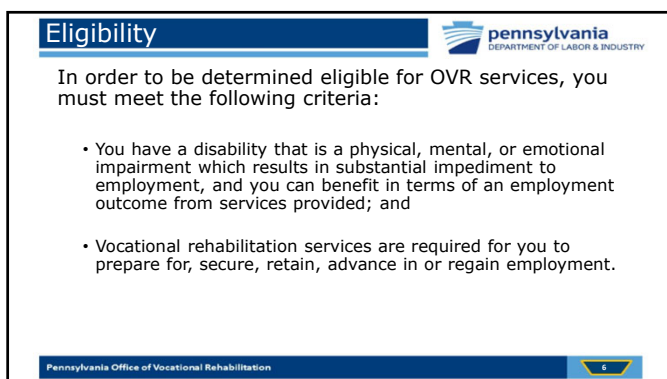 Eligibility
pennsylvania
DEPARTMENT OF LABOR & INDUSTRY
In order to be determined eligible for OVR services, you
must meet the following criteria:
• You have a disability that is a physical, mental, or emotional
impairment which results in substantial impediment to
employment, and you can benefit in terms of an employment
outcome from services provided; and
• Vocational rehabilitation services are required for you to
prepare for, secure, retain, advance in or regain employment.
Pennsylvania Office of Vocational Rehabilitation
6